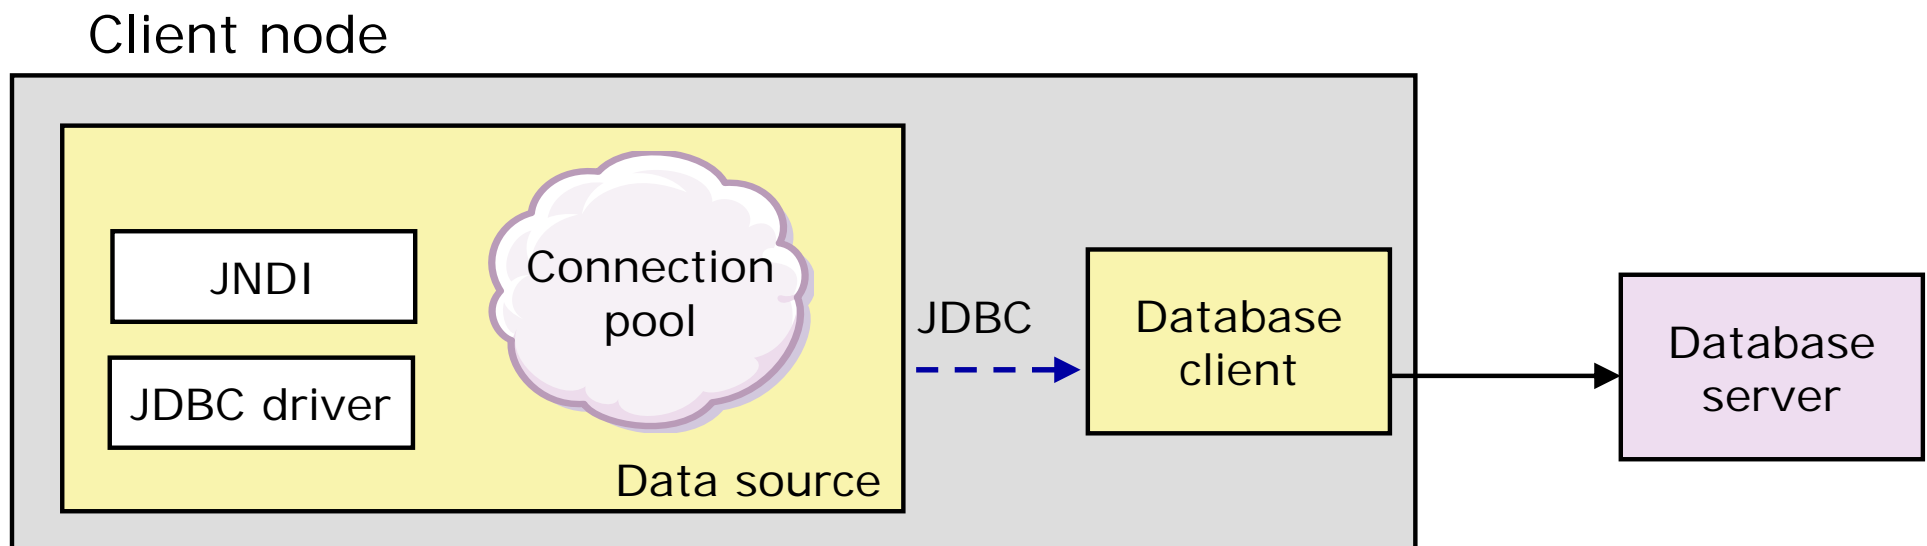 Client node
JNDI
JDBC driver
Connection
pool
Data source
JDBC
Database
client
Database
server